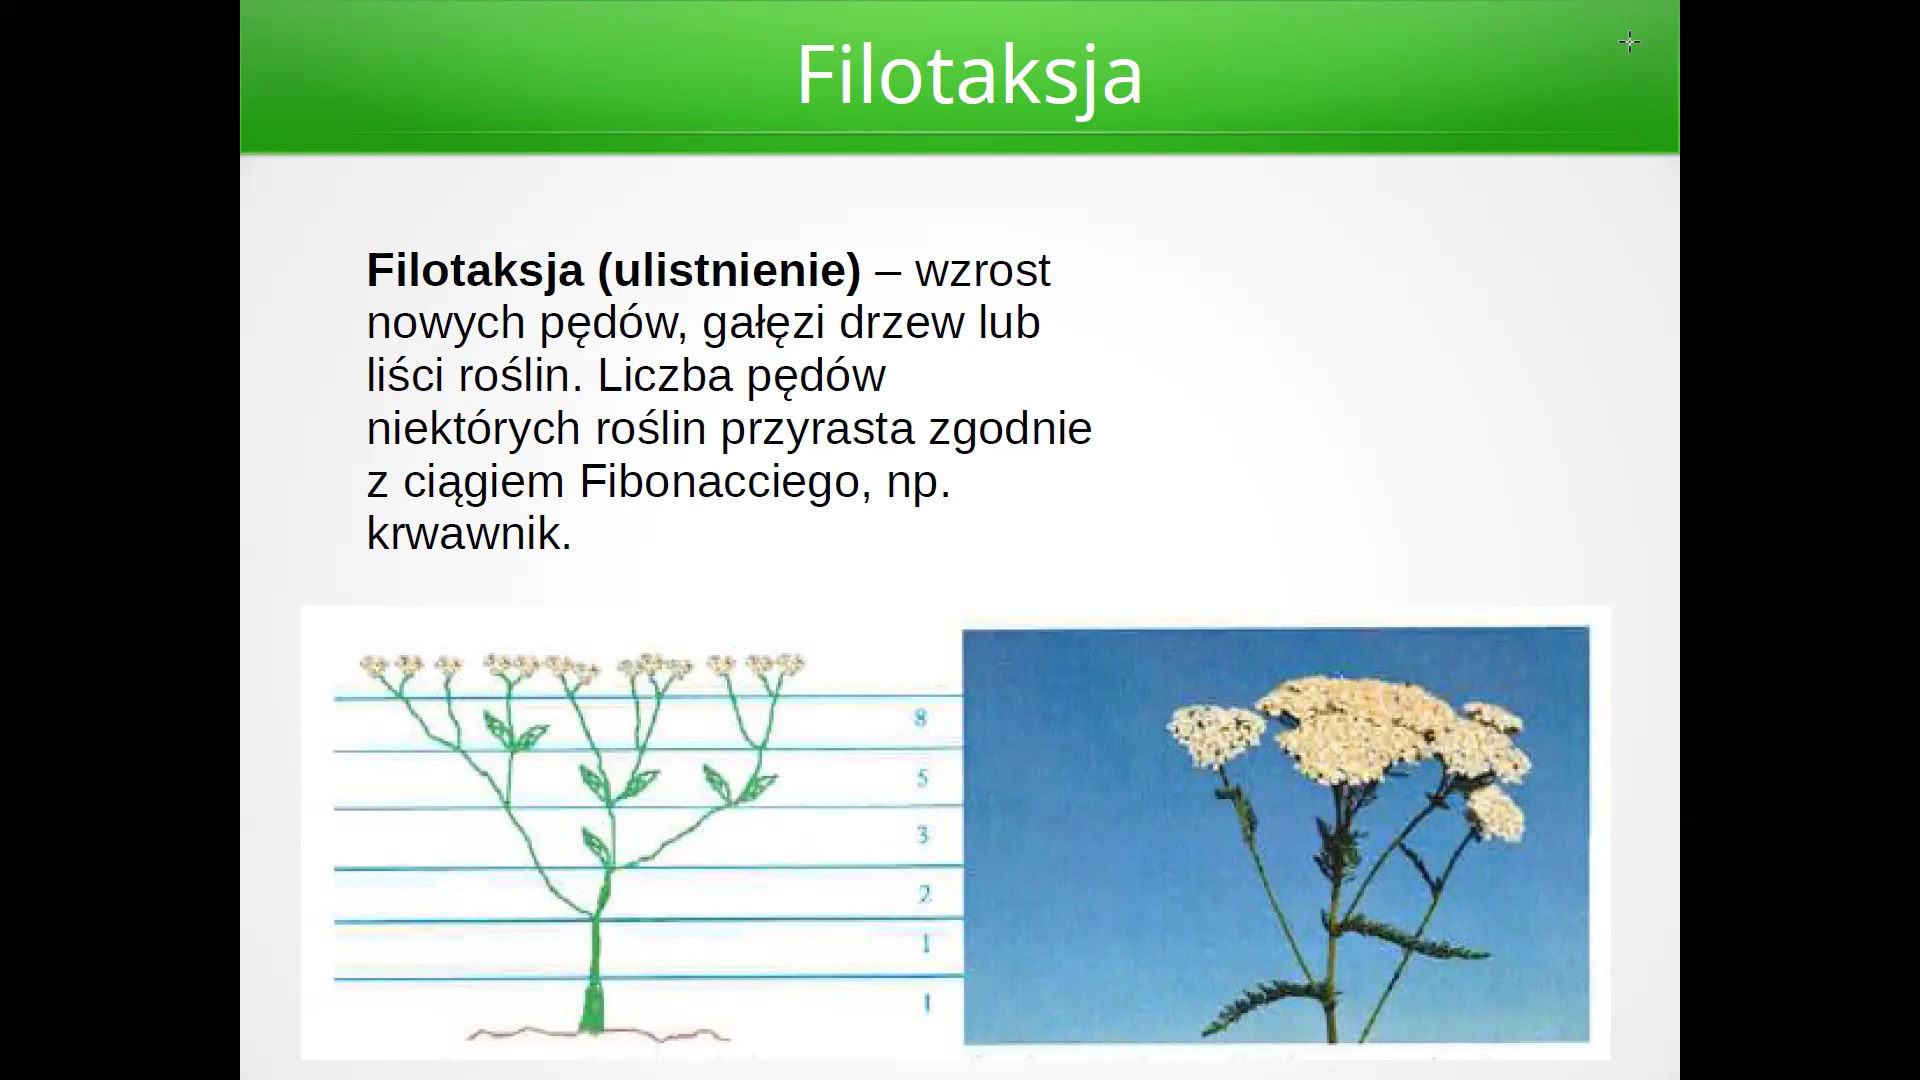 Filotaksja
Filotaksja (ulistnienie) – wzrost
nowych pędów, gałęzi drzew lub
liści roślin. Liczba pędów
niektórych roślin przyrasta zgodnie
z ciągiem Fibonacciego, np.
krwawnik.
8
5
3
2
1
1